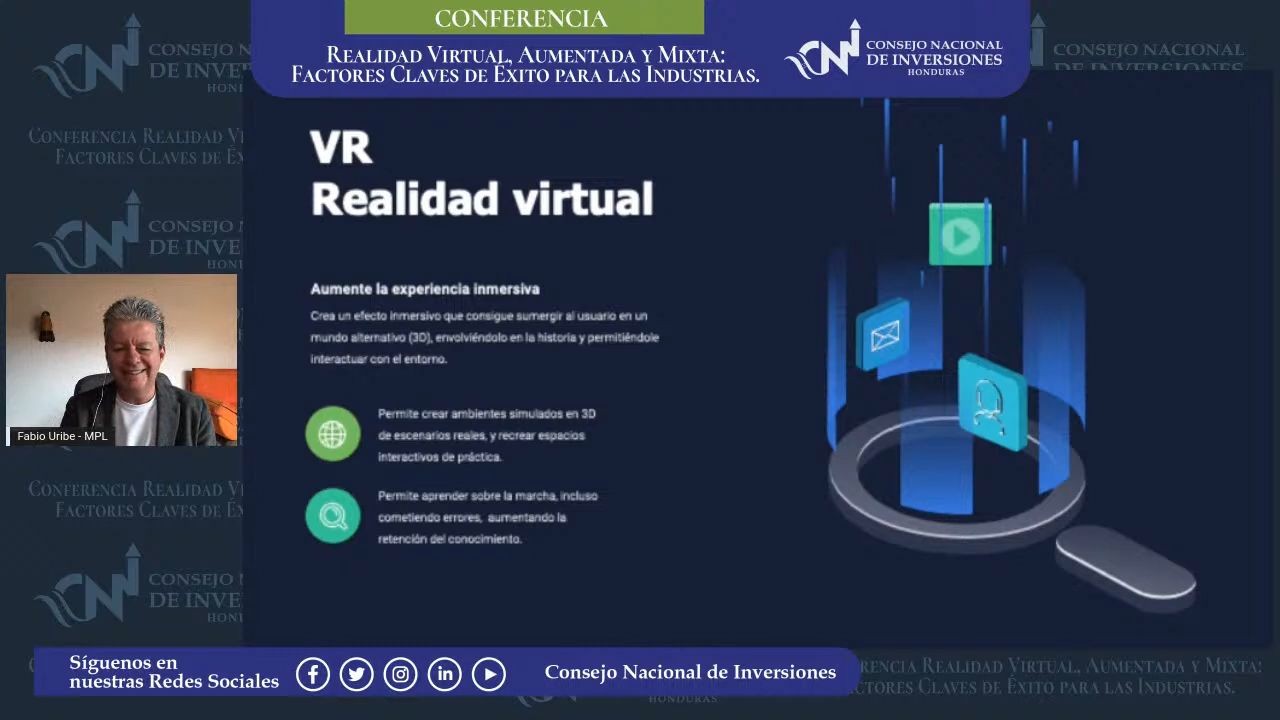 CONFERENCIA
REALIDAD VIRTUAL, AUMENTADA Y MIXTA:
FACTORES CLAVES DE ÉXITO PARA LAS INDUSTRIAS.
CONSEJO NACIONAL
DE INVERSIONES
HONDURAS
VR
Realidad virtual
Aumente la experiencia inmersiva
Crea un efecto inmersivo que consigue sumergir al usuario en un
mundo alternativo (3D), envolviéndolo en la historia y permitiéndole
interactuar con el entorno.
Permite crear ambientes simulados en 3D
de escenarios reales, y recrear espacios
interactivos de práctica.
Permite aprender sobre la marcha, incluso
cometiendo errores, aumentando la
retención del conocimiento.
Fabio Uribe - MPL
Síguenos en
nuestras Redes Sociales
Consejo Nacional de Inversiones